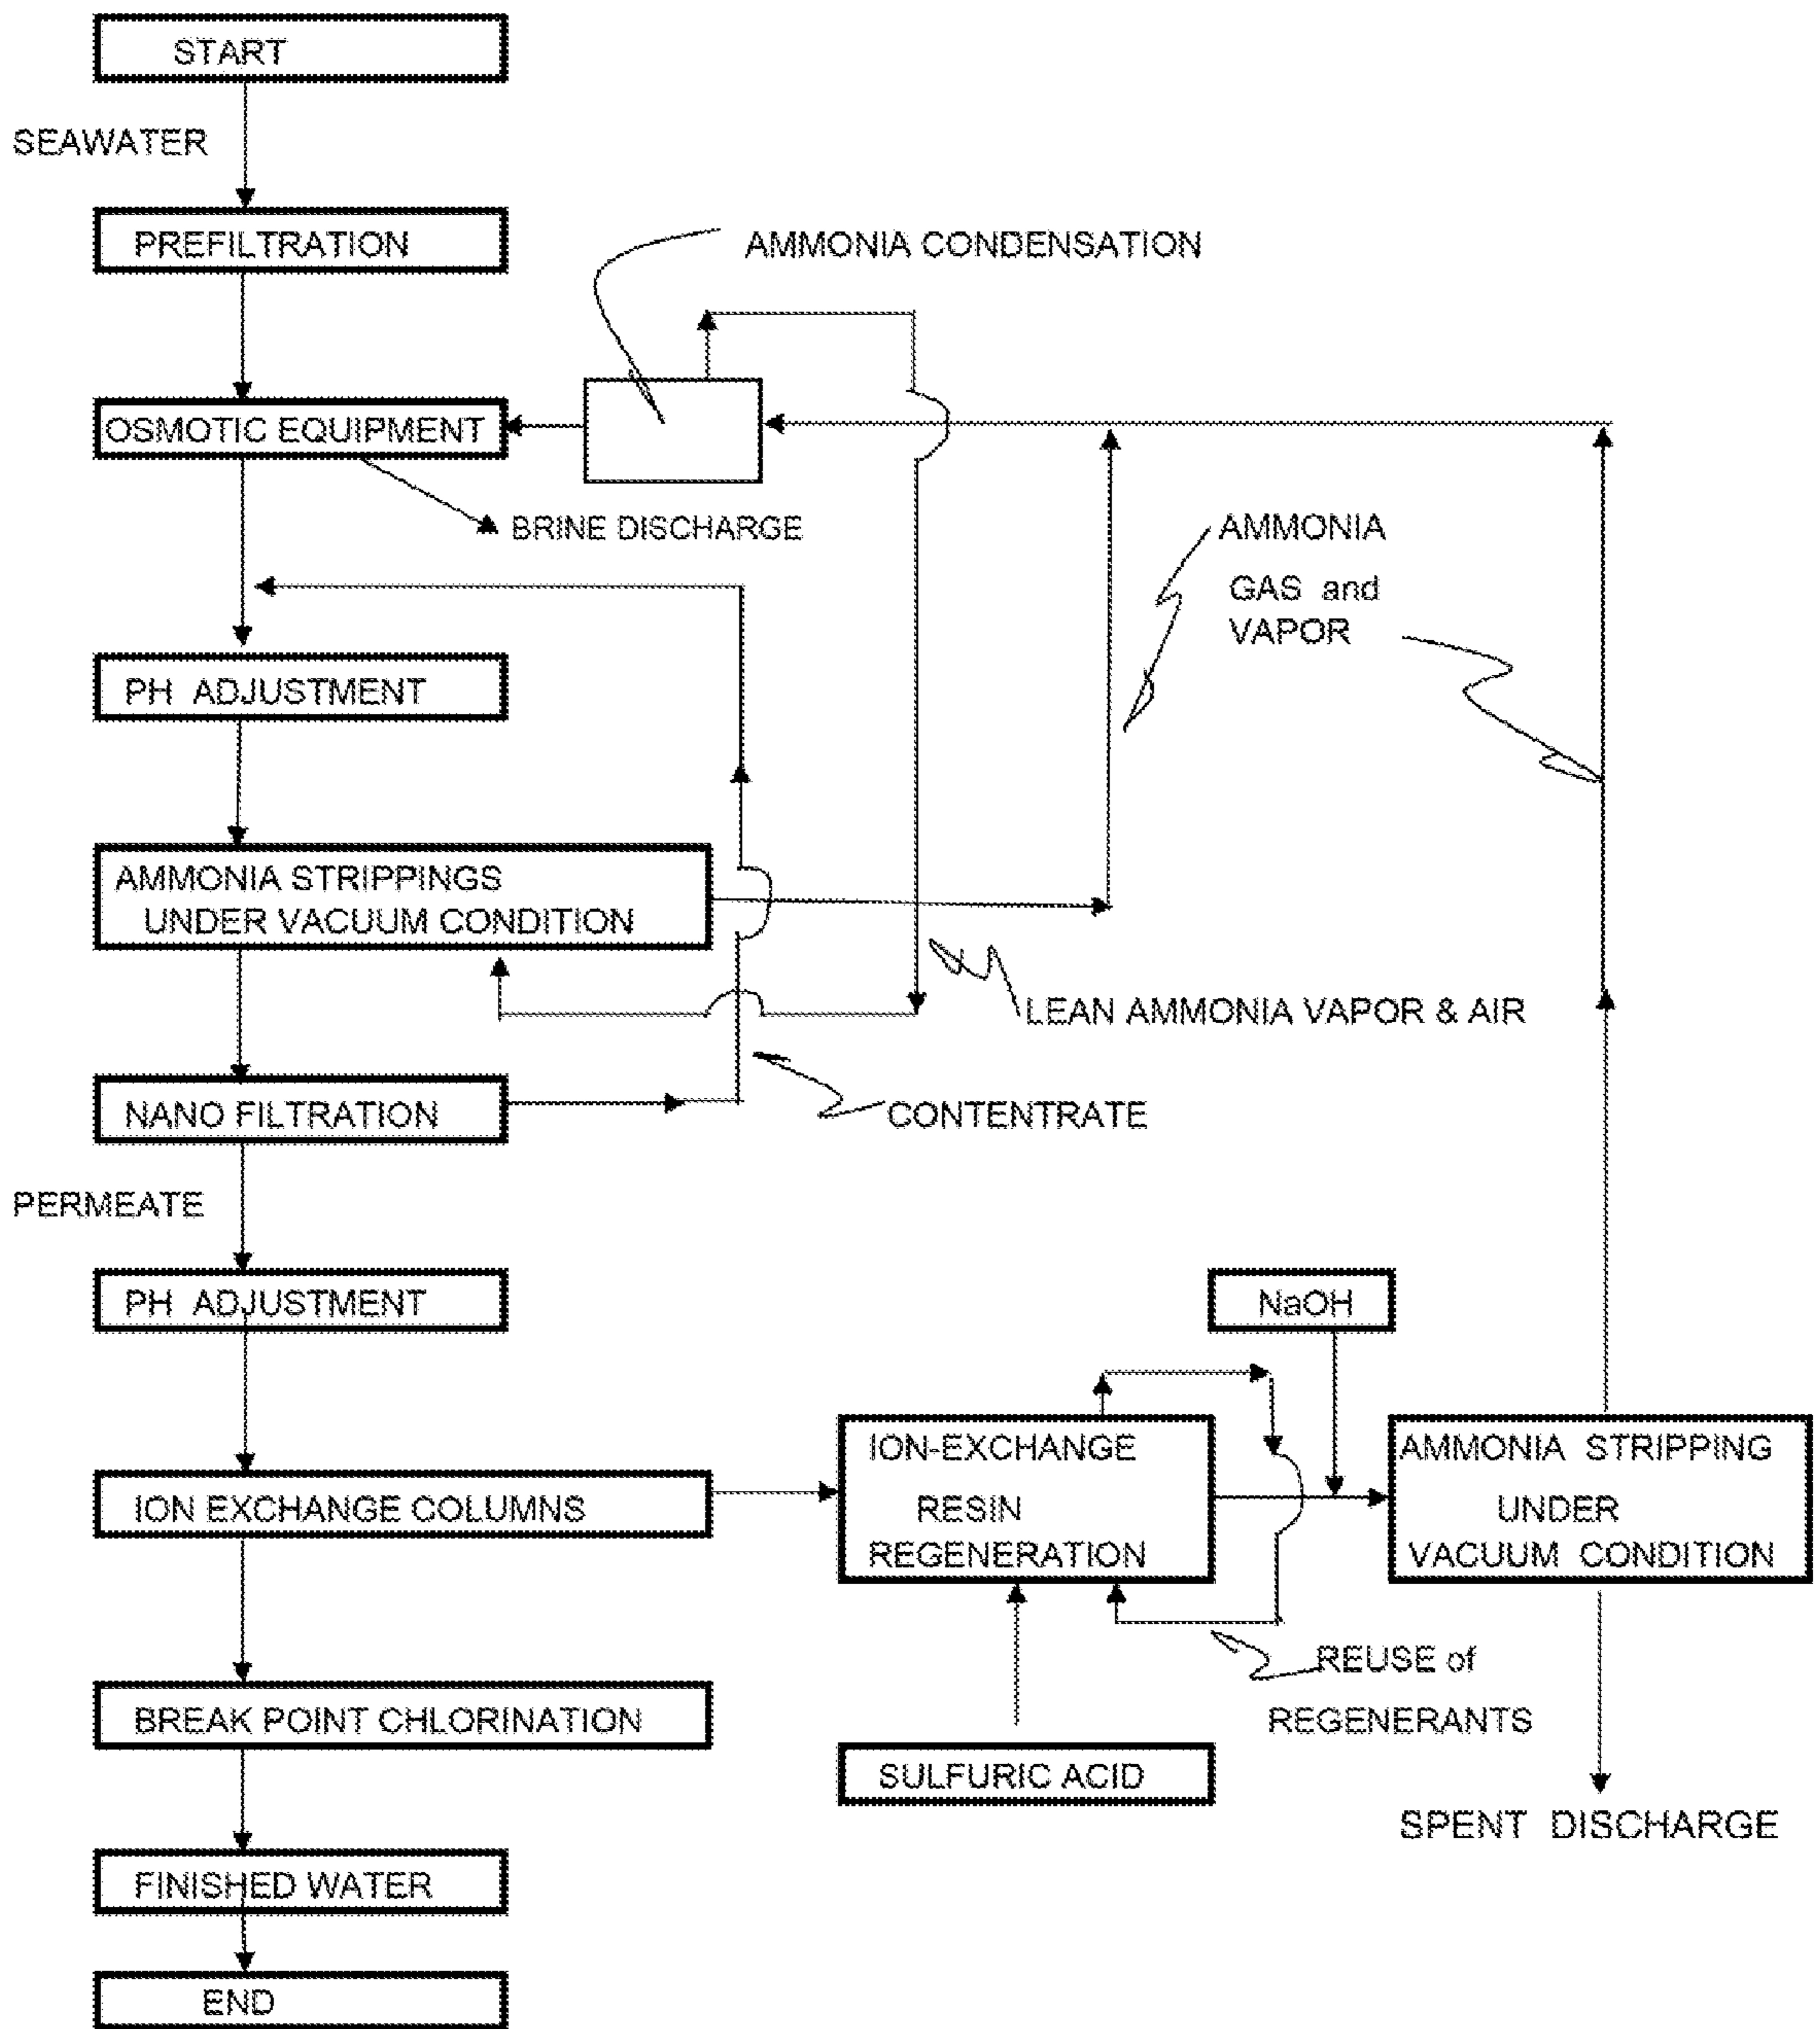 START
SEAWATER
PREFILTRATION
AMMONIA CONDENSATION
OSMOTIC EQUIPMENT
BRINE DISCHARGE
AMMONIA
GAS and
VAPOR
PH ADJUSTMENT
AMMONIA STRIPPINGS
UNDER VACUUM CONDITION
LEAN AMMONIA VAPOR & AIR
NANO FILTRATION
CONTENTRATE
PERMEATE
PH ADJUSTMENT
NaOH
ION EXCHANGE COLUMNS
ION-EXCHANGE
RESIN
REGENERATION
AMMONIA STRIPPING
UNDER
VACUUM CONDITION
REUSE of
REGENERANTS
BREAK POINT CHLORINATION
SULFURIC ACID
SPENT DISCHARGE
FINISHED WATER
END